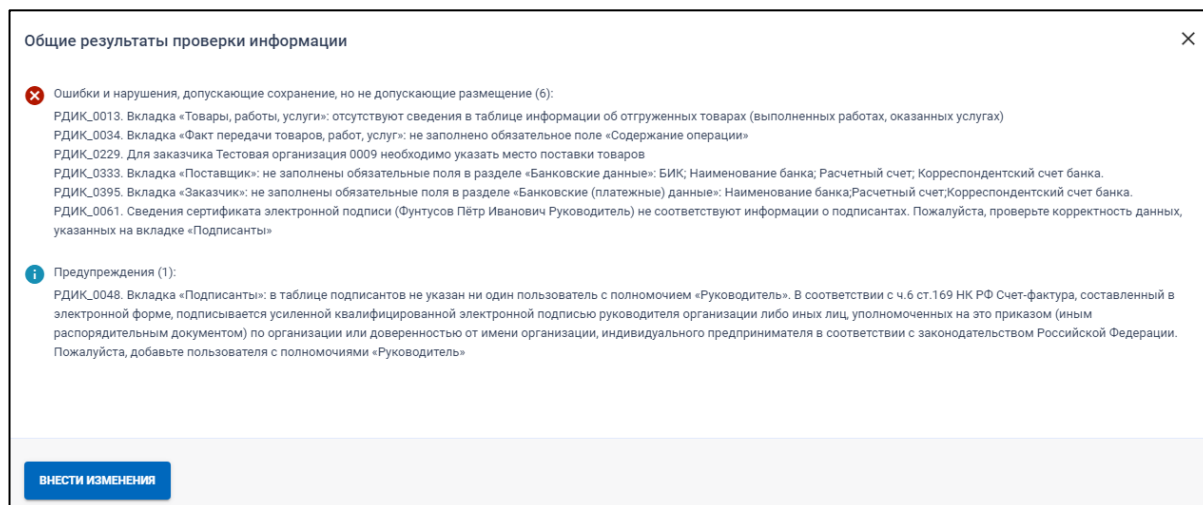 Общие результаты проверки информации
Ошибки и нарушения, допускающие сохранение, но не допускающие размещение (6):
РДИК_0013. Вкладка «Товары, работы, услуги»: отсутствуют сведения в таблице информации об отгруженных товарах (выполненных работах, оказанных услугах)
РДИК_0034. Вкладка «Факт передачи товаров, работ, услуг»: не заполнено обязательное поле «Содержание операции»
РДИК_0229. Для заказчика Тестовая организация 0009 необходимо указать место поставки товаров
РДИК_0333. Вкладка «Поставщик»: не заполнены обязательные поля в разделе «Банковские данные»: БИК; Наименование банка; Расчетный счет; Корреспондентский счет банка.
РДИК_0395. Вкладка «Заказчик»: не заполнены обязательные поля в разделе «Банковские (платежные) данные»: Наименование банка;Расчетный счет;Корреспондентский счет банка.
РДИК_0061. Сведения сертификата электронной подписи (Фунтусов Пётр Иванович Руководитель) не соответствуют информации о подписантах. Пожалуйста, проверьте корректность данных,
указанных на вкладке «Подписанты»
Предупреждения (1):
РДИК_0048. Вкладка «Подписанты»: в таблице подписантов не указан ни один пользователь с полномочием «Руководитель». В соответствии с ч.6 ст.169 НК РФ Счет-фактура, составленный в
электронной форме, подписывается усиленной квалифицированной электронной подписью руководителя организации либо иных лиц, уполномоченных на это приказом (иным
распорядительным документом) по организации или доверенностью от имени организации, индивидуального предпринимателя в соответствии с законодательством Российской Федерации.
Пожалуйста, добавьте пользователя с полномочиями «Руководитель»
ВНЕСТИ ИЗМЕНЕНИЯ